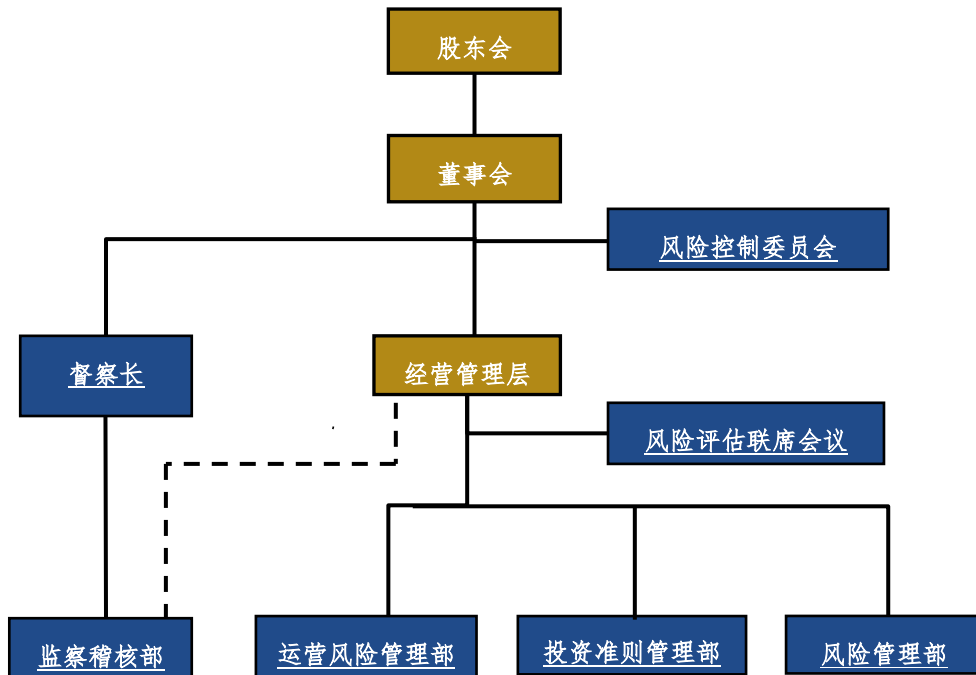 股东会
董事会
风险控制委员会
督察长
经营管理层
风险评估联席会议
监察稽核部
运营风险管理部
投资准则管理部
风险管理部